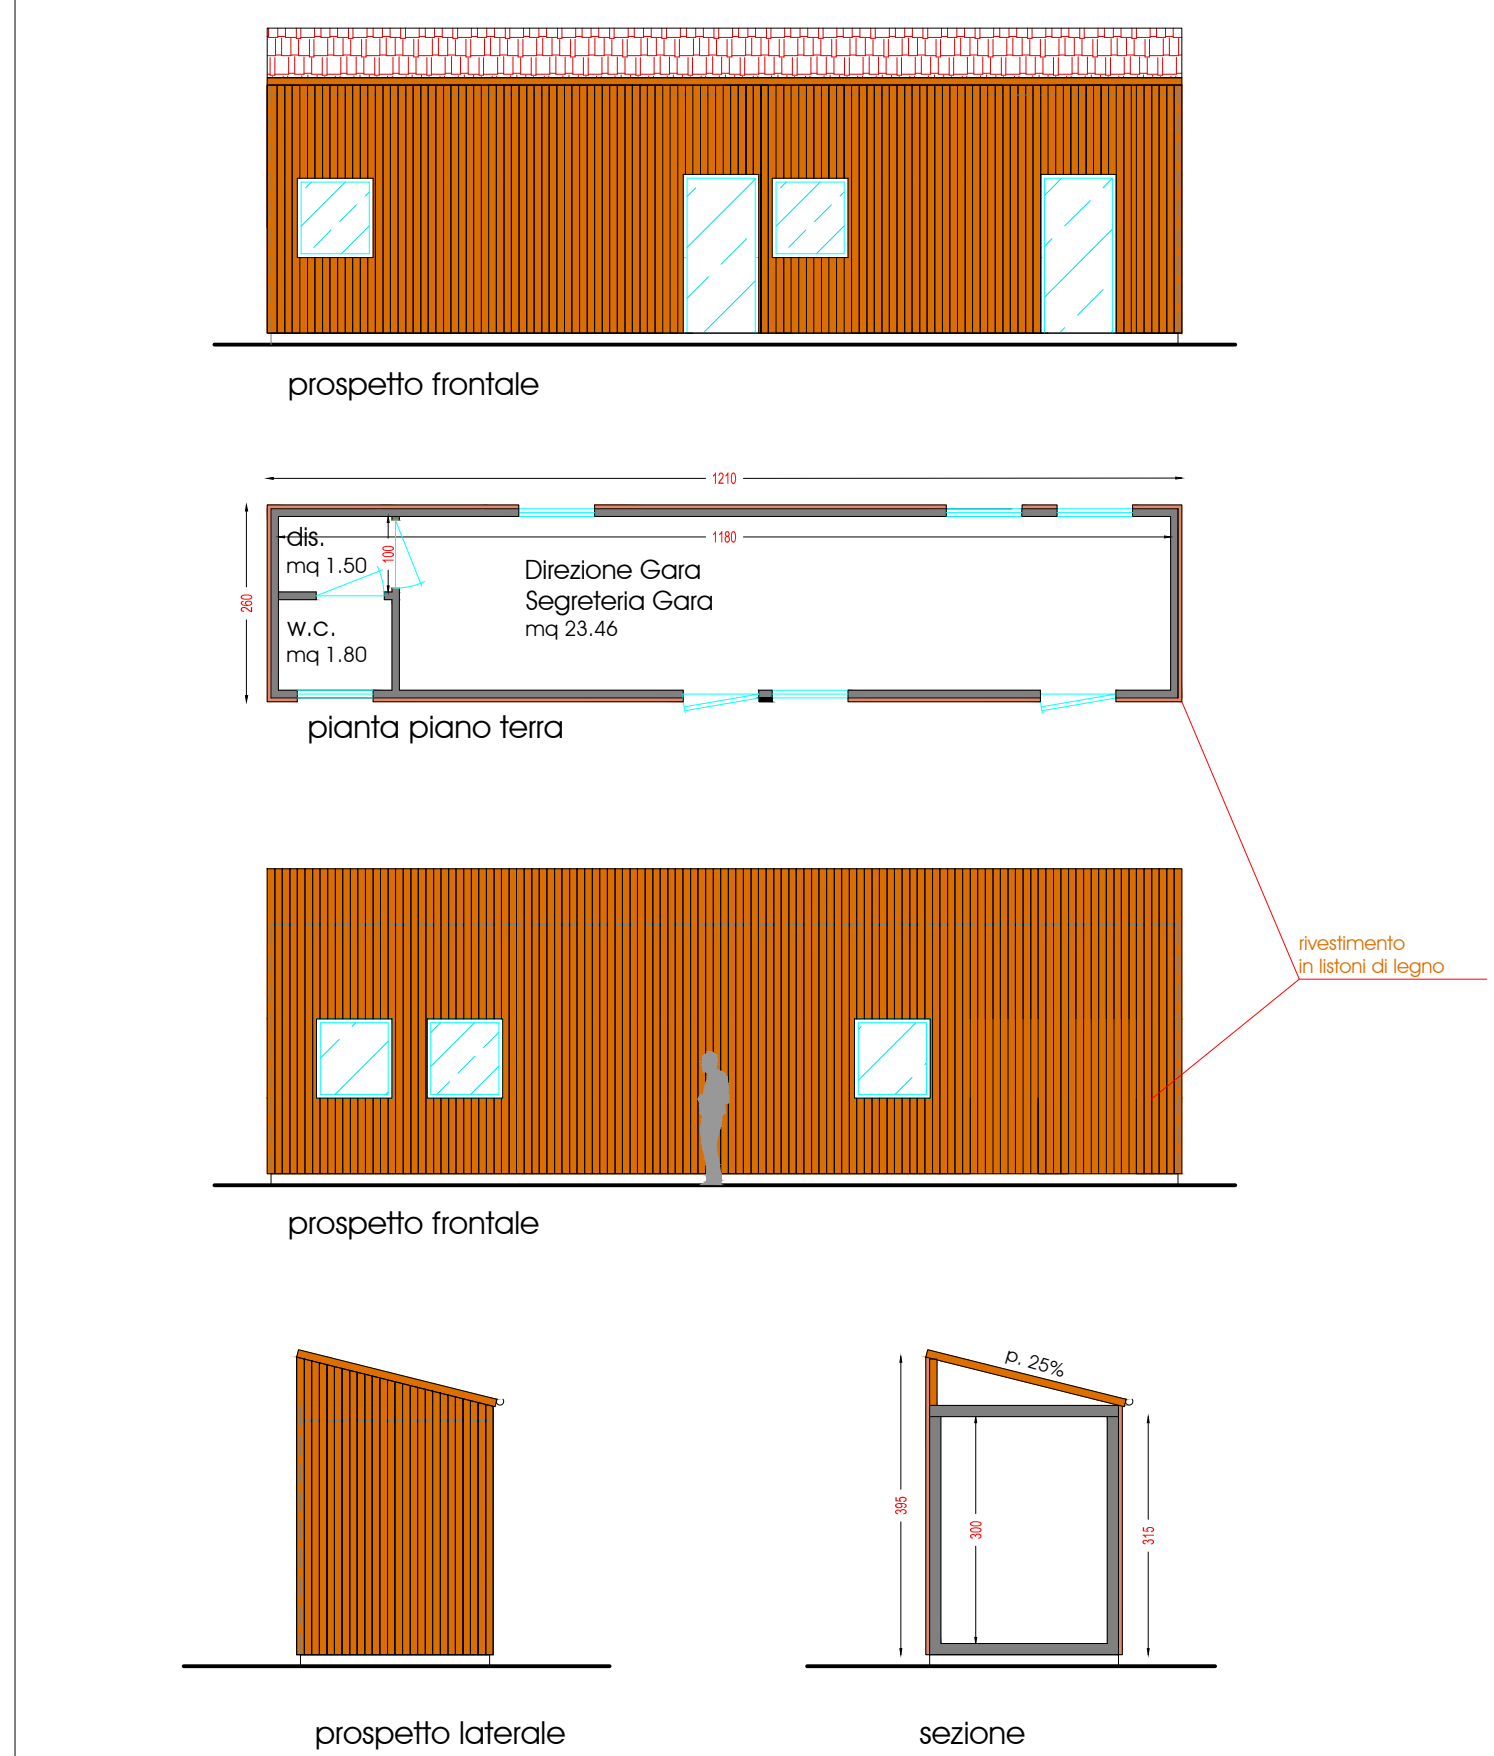 prospetto frontale
1210
1180
260
100
dis.
mq 1.50
w.c.
mq 1.80
Direzione Gara
Segreteria Gara
mq 23.46
pianta piano terra
rivestimento
in listoni di legno
prospetto frontale
p. 25%
395
300
315
prospetto laterale
sezione